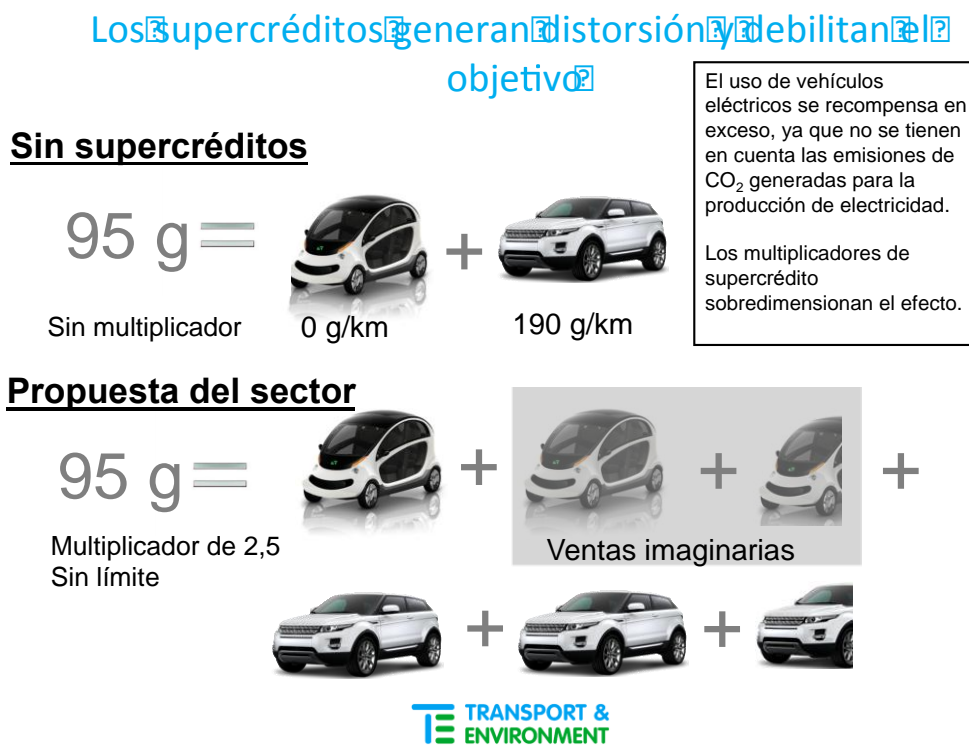 Los supercréditos generan distorsión y debilitan el
objetivo
El uso de vehículos
eléctricos se recompensa en
exceso, ya que no se tienen
en cuenta las emisiones de
CO₂ generadas para la
producción de electricidad.
Los multiplicadores de
supercrédito
sobredimensionan el efecto.
Sin supercréditos
95 g = + 
Sin multiplicador
0 g/km
190 g/km
Propuesta del sector
95 g = + + +
Multiplicador de 2,5
Sin límite
Ventas imaginarias
+ +
TRANSPORT &
ENVIRONMENT